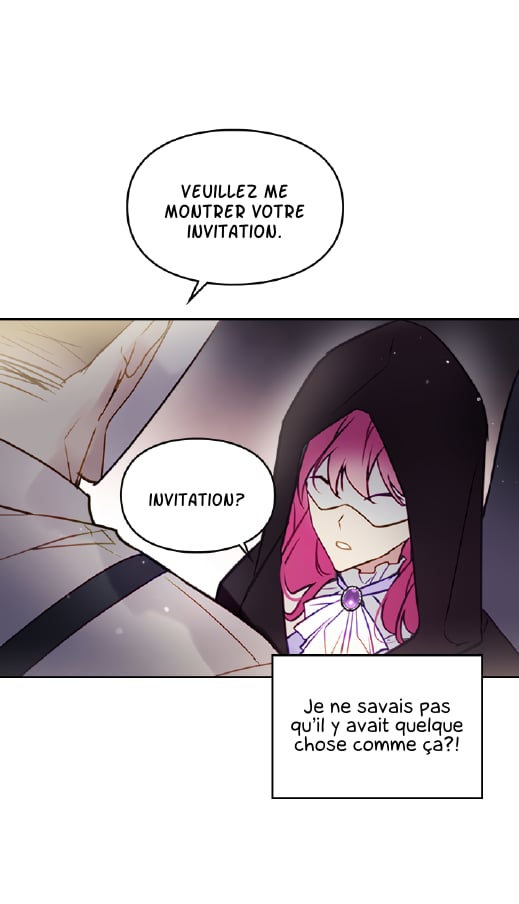 VEUILLEZ ME
MONTRER VOTRE
INVITATION.
INVITATION?
Je ne savais pas
qu'il y avait quelque
chose comme ça?!